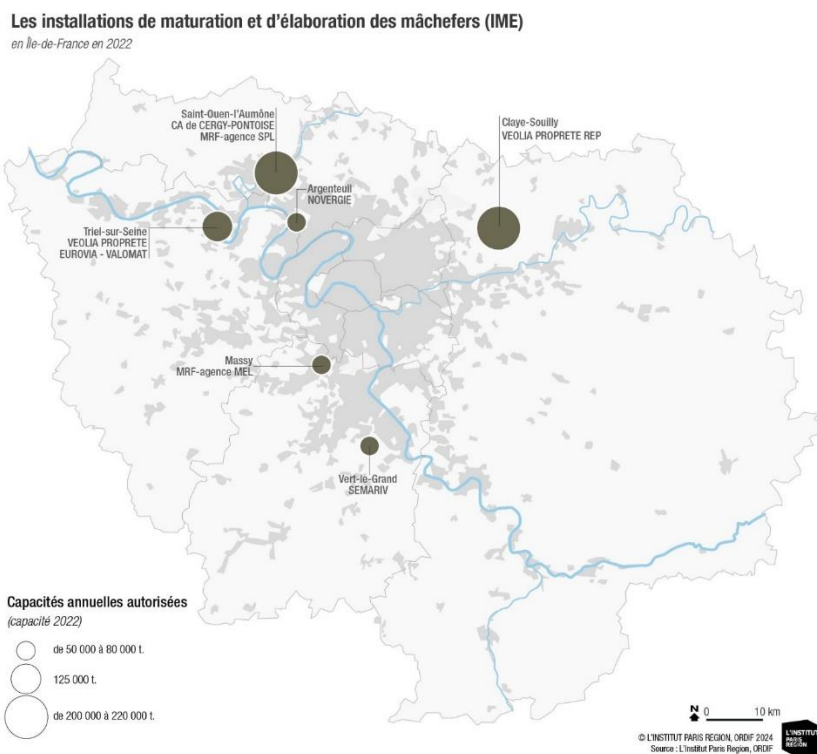 Les installations de maturation et d'élaboration des mâchefers (IME)
en Île-de-France en 2022
Saint-Ouen-l'Aumône
CA de CERGY-PONTOISE
MRF-agence SPL
Claye-Souilly
VEOLIA PROPRETE REP
Argenteuil
NOVERGIE
Triel-sur-Seine
VEOLIA PROPRETE
EUROVIA - VALOMAT
Massy
MRF-agence MEL
Vert-le-Grand
SEMARIV
Capacités annuelles autorisées
(capacité 2022)
de 50 000 à 80 000 t.
125 000 t.
de 200 000 à 220 000 t.
N 0 10 km
© L'INSTITUT PARIS REGION, ORDIF 2024
Source : L'Institut Paris Region, ORDIF
L'INSTITUT
PARIS
REGION